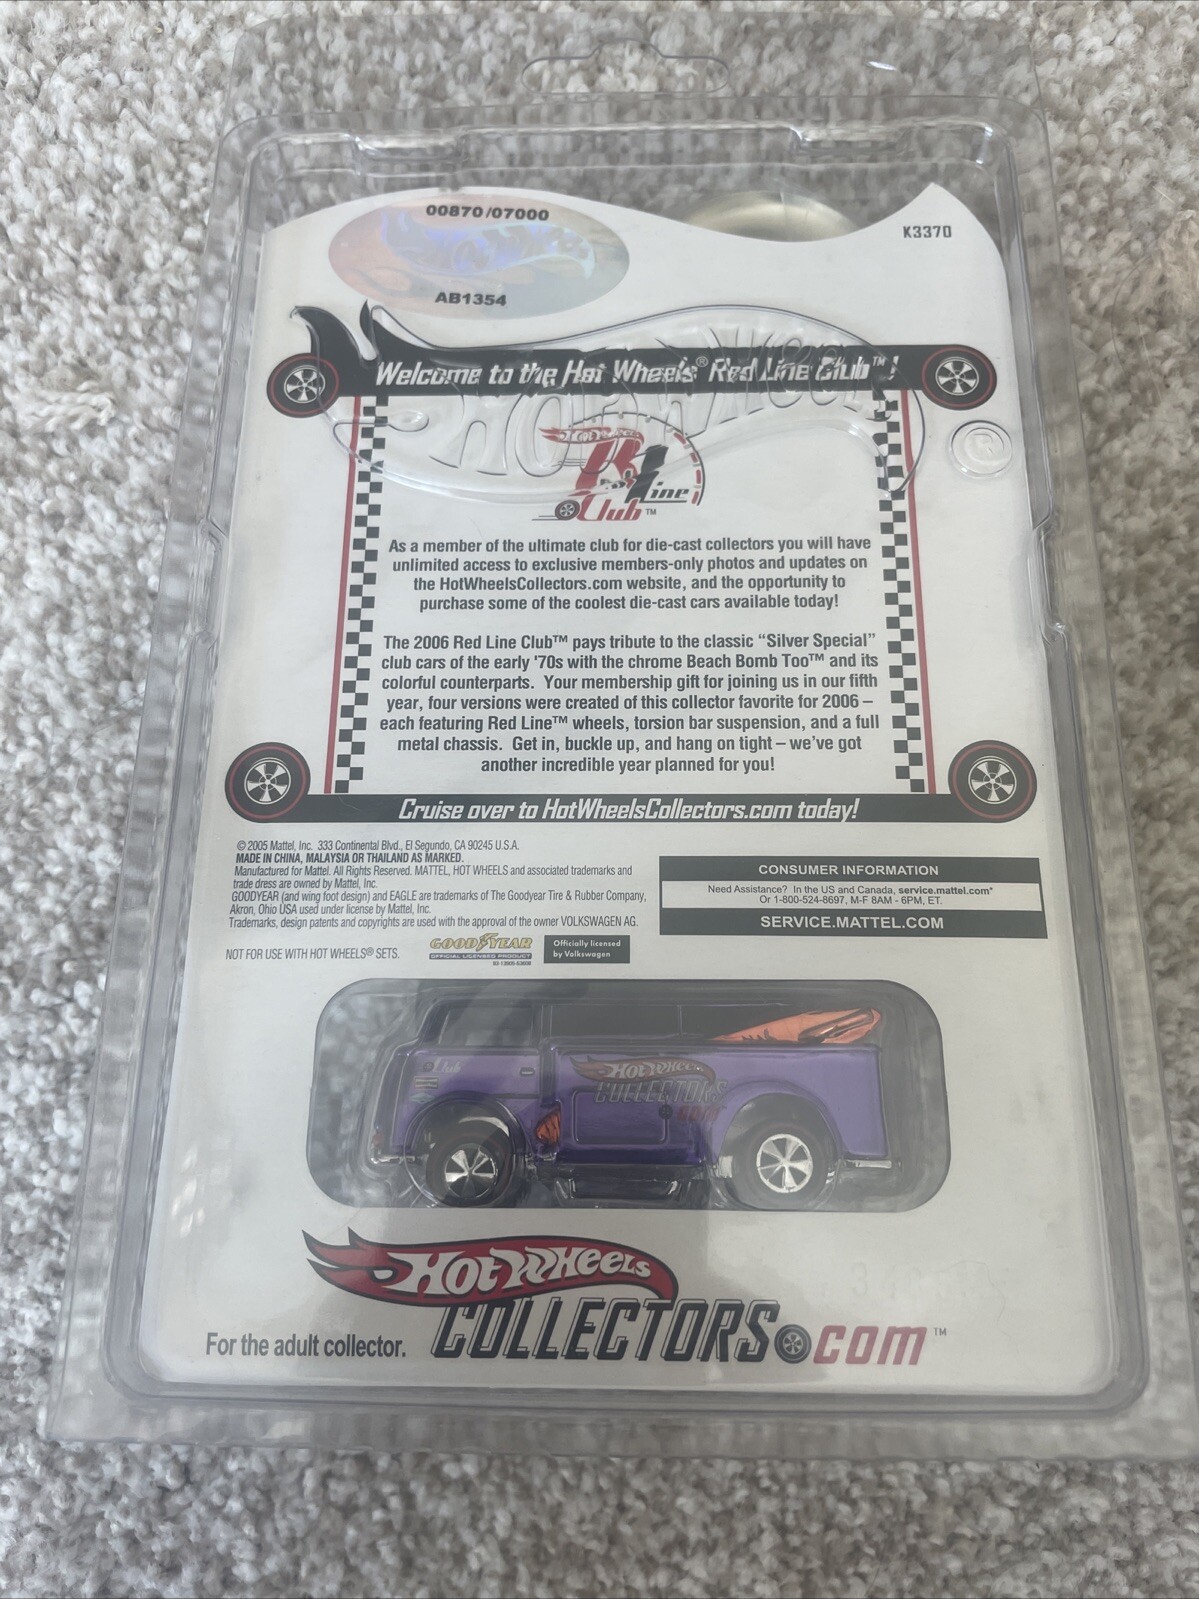 00870/07000
AB1354
K3370
HOT WHEELS
Welcome to the Hot Wheels® Red Line Club™!
®
HOT WHEELS
Red Line
Club™
As a member of the ultimate club for die-cast collectors you will have
unlimited access to exclusive members-only photos and updates on
the HotWheelsCollectors.com website, and the opportunity to
purchase some of the coolest die-cast cars available today!
The 2006 Red Line Club™ pays tribute to the classic “Silver Special”
club cars of the early '70s with the chrome Beach Bomb Too™ and its
colorful counterparts. Your membership gift for joining us in our fifth
year, four versions were created of this collector favorite for 2006 –
each featuring Red Line™ wheels, torsion bar suspension, and a full
metal chassis. Get in, buckle up, and hang on tight – we’ve got
another incredible year planned for you!
Cruise over to HotWheelsCollectors.com today!
© 2005 Mattel, Inc. 333 Continental Blvd., El Segundo, CA 90245 U.S.A.
MADE IN CHINA, MALAYSIA OR THAILAND AS MARKED.
Manufactured for Mattel. All Rights Reserved. MATTEL, HOT WHEELS and associated trademarks and
trade dress are owned by Mattel, Inc.
GOODYEAR (and wing foot design) and EAGLE are trademarks of The Goodyear Tire & Rubber Company,
Akron, Ohio USA used under license by Mattel, Inc.
Trademarks, design patents and copyrights are used with the approval of the owner VOLKSWAGEN AG.
NOT FOR USE WITH HOT WHEELS® SETS.
GOODYEAR
OFFICIAL LICENSED PRODUCT
Officially licensed
by Volkswagen
CONSUMER INFORMATION
Need Assistance? In the US and Canada, service.mattel.com*
Or 1-800-524-8697, M-F 8AM - 6PM, ET.
SERVICE.MATTEL.COM
Club
HOT WHEELS
COLLECTORS
.com
HOT WHEELS
COLLECTORS.com™
For the adult collector.